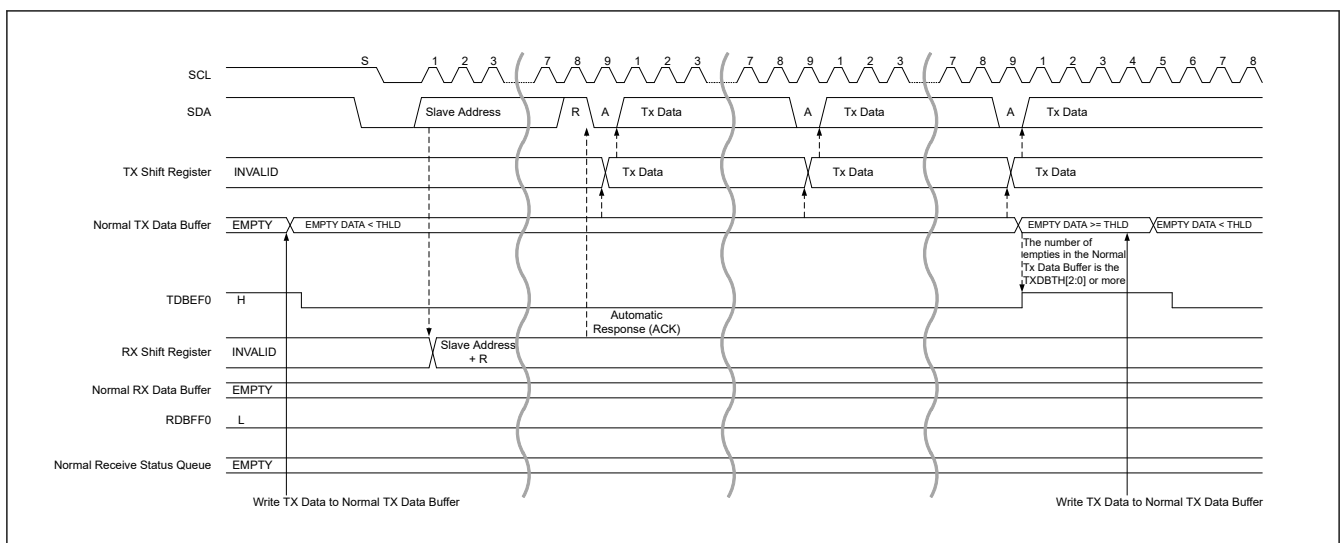 S 1 2 3 7 8 9 1 2 3 7 8 9 1 2 3 7 8 9 1 2 3 4 5 6 7 8
SCL
SDA Slave Address R A Tx Data A Tx Data A Tx Data
TX Shift Register INVALID Tx Data Tx Data Tx Data
Normal TX Data Buffer EMPTY EMPTY DATA < THLD EMPTY DATA >= THLD EMPTY DATA < THLD
The number of
empties in the Normal
Tx Data Buffer is the
TXDBTH[2:0] or more
TDBEF0 H
Automatic
Response (ACK)
RX Shift Register INVALID Slave Address
+ R
Normal RX Data Buffer EMPTY
RDBFF0 L
Normal Receive Status Queue EMPTY
Write TX Data to Normal TX Data Buffer Write TX Data to Normal TX Data Buffer